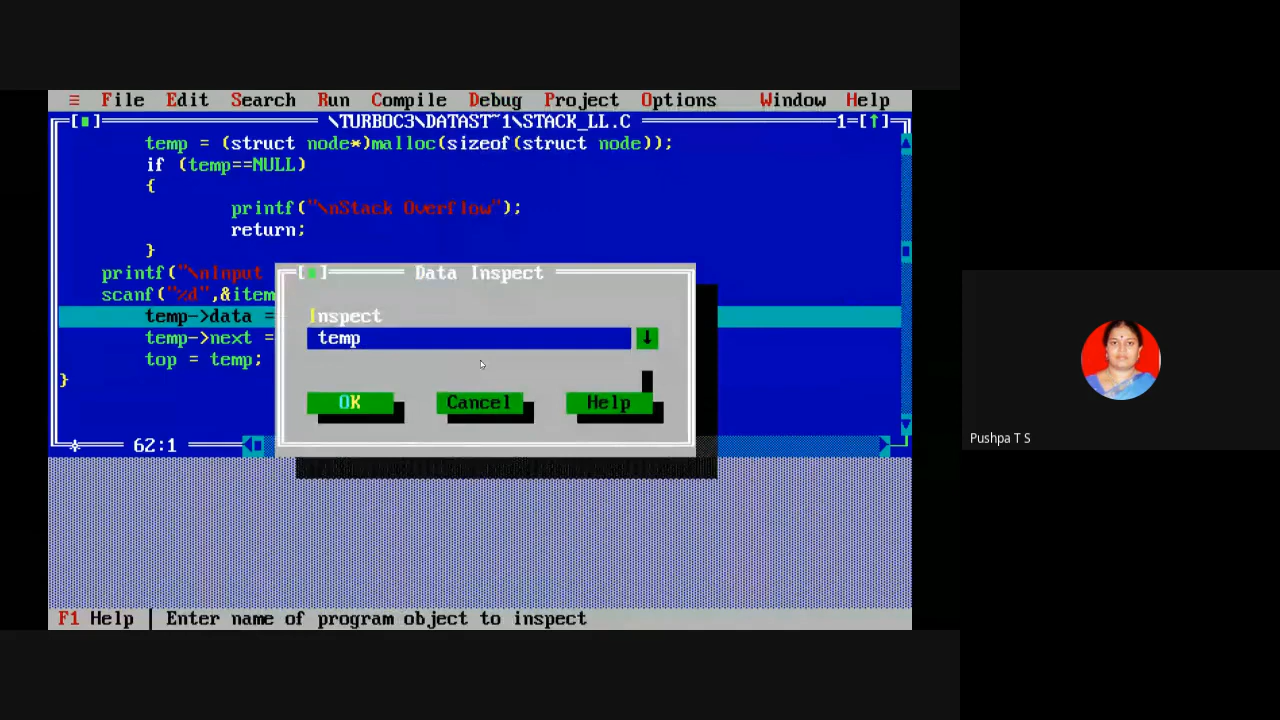 ≡ File Edit Search Run Compile Debug Project Options Window Help
[■] \TURBOC3\DATAST~1\STACK_LL.C 1=[↑]
temp = (struct node*)malloc(sizeof(struct node));
if (temp==NULL)
{
printf("\nStack Overflow");
return;
}
printf("\nInput
scanf("%d",&item
temp->data =
temp->next =
top = temp;
}
62:1
[■] Data Inspect
Inspect
temp
OK Cancel Help
F1 Help | Enter name of program object to inspect
Pushpa T S